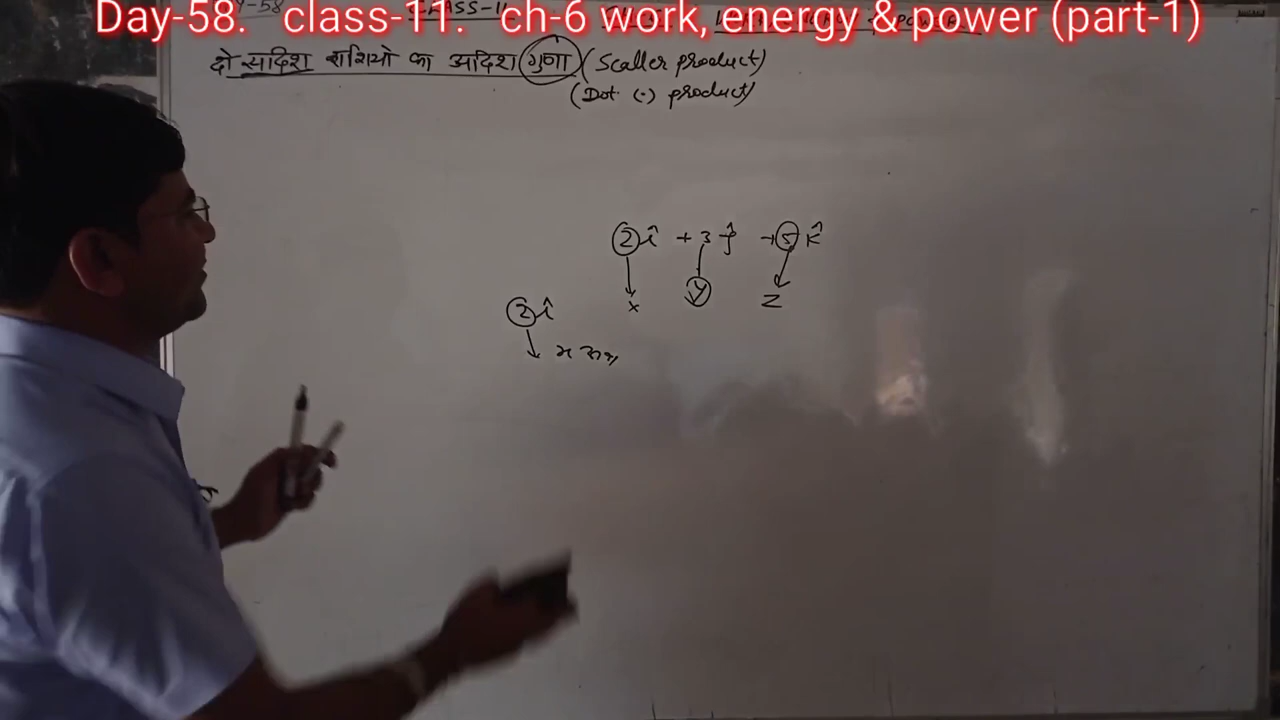 Day-58. class-11. ch-6 work, energy & power (part-1)
दो सदिश राशियो का अदिश गुणा (Scaller product)
(Dot (·) product)
2î + 3ĵ + 5k̂
x y z
2î